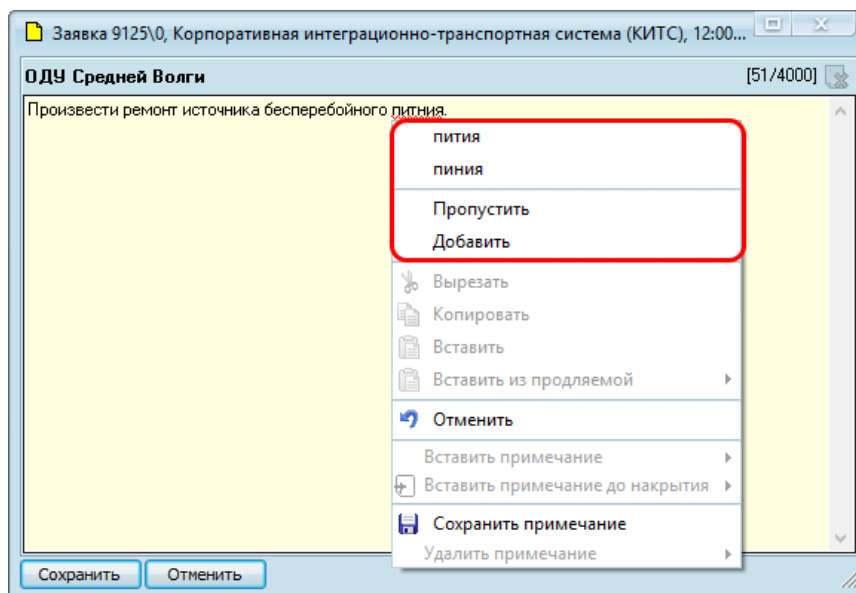 Заявка 9125\0, Корпоративная интеграционно-транспортная система (КИТС), 12:00...
ОДУ Средней Волги [51/4000]
Произвести ремонт источника бесперебойного питния.
пития
пиния
Пропустить
Добавить
Вырезать
Копировать
Вставить
Вставить из продляемой
Отменить
Вставить примечание
Вставить примечание до накрытия
Сохранить примечание
Удалить примечание
Сохранить Отменить